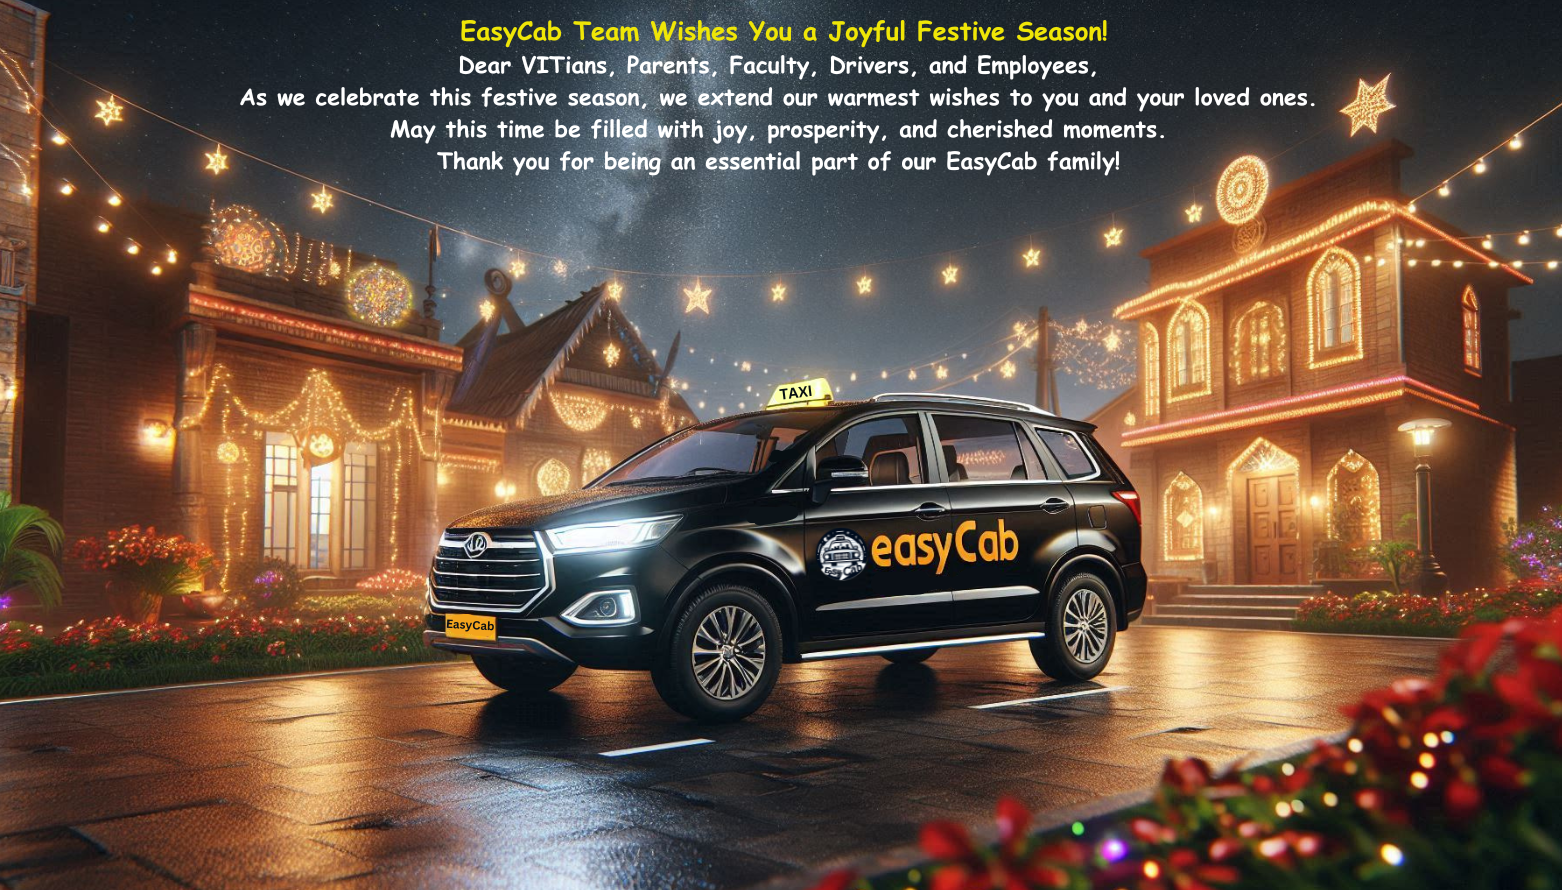 EasyCab Team Wishes You a Joyful Festive Season!
Dear VITians, Parents, Faculty, Drivers, and Employees,
As we celebrate this festive season, we extend our warmest wishes to you and your loved ones.
May this time be filled with joy, prosperity, and cherished moments.
Thank you for being an essential part of our EasyCab family!
TAXI
easyCab
Easy Cab
EasyCab